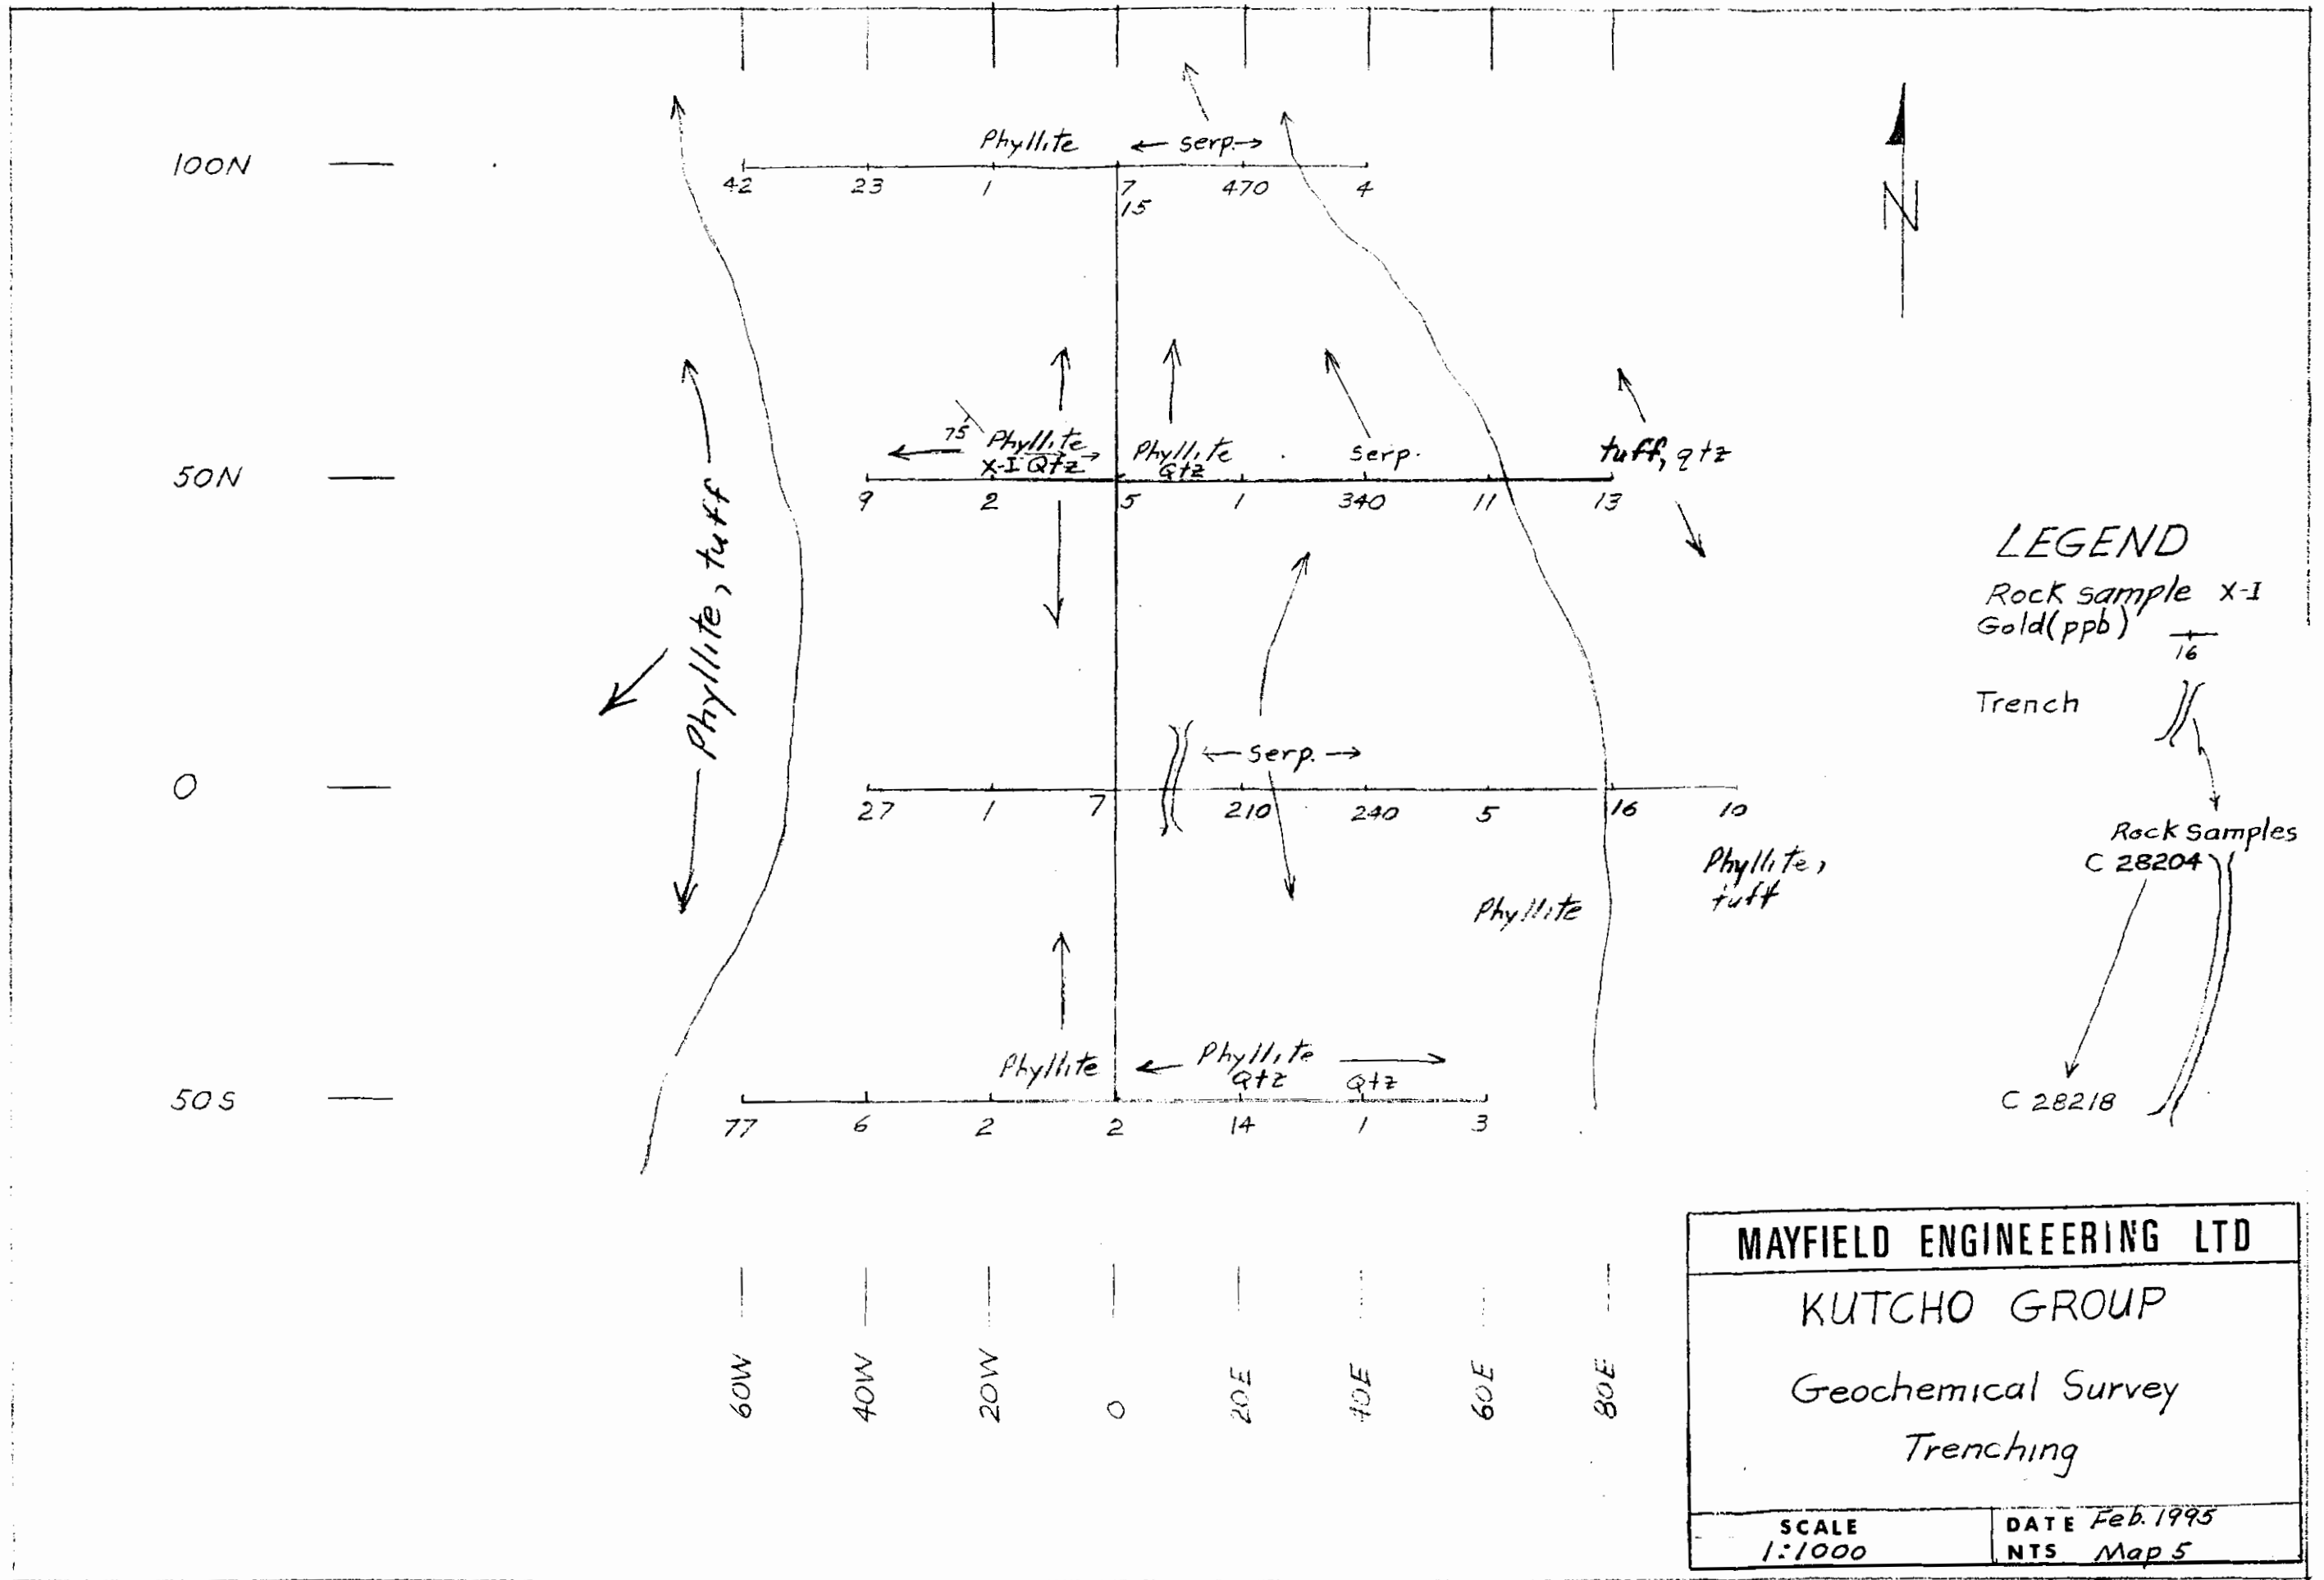 100N
Phyllite ← serp. →
42 23 1 7 470 4
15
N
75 Phyllite
X-I Qtz →
Phyllite
Qtz
serp.
tuff, qtz
50N
9 2 5 1 340 11 13
Phyllite, tuff
← serp. →
0
27 1 7 210 240 5 16 10
Phyllite
Phyllite,
tuff
Phyllite ← Phyllite →
Qtz Qtz
50S
77 6 2 2 14 1 3
60W 40W 20W 0 20E 40E 60E 80E
LEGEND
Rock sample X-I
Gold (ppb)
16
Trench
Rock Samples
C 28204
C 28218
MAYFIELD ENGINEEERING LTD
KUTCHO GROUP
Geochemical Survey
Trenching
SCALE
1:1000
DATE Feb. 1995
NTS Map 5